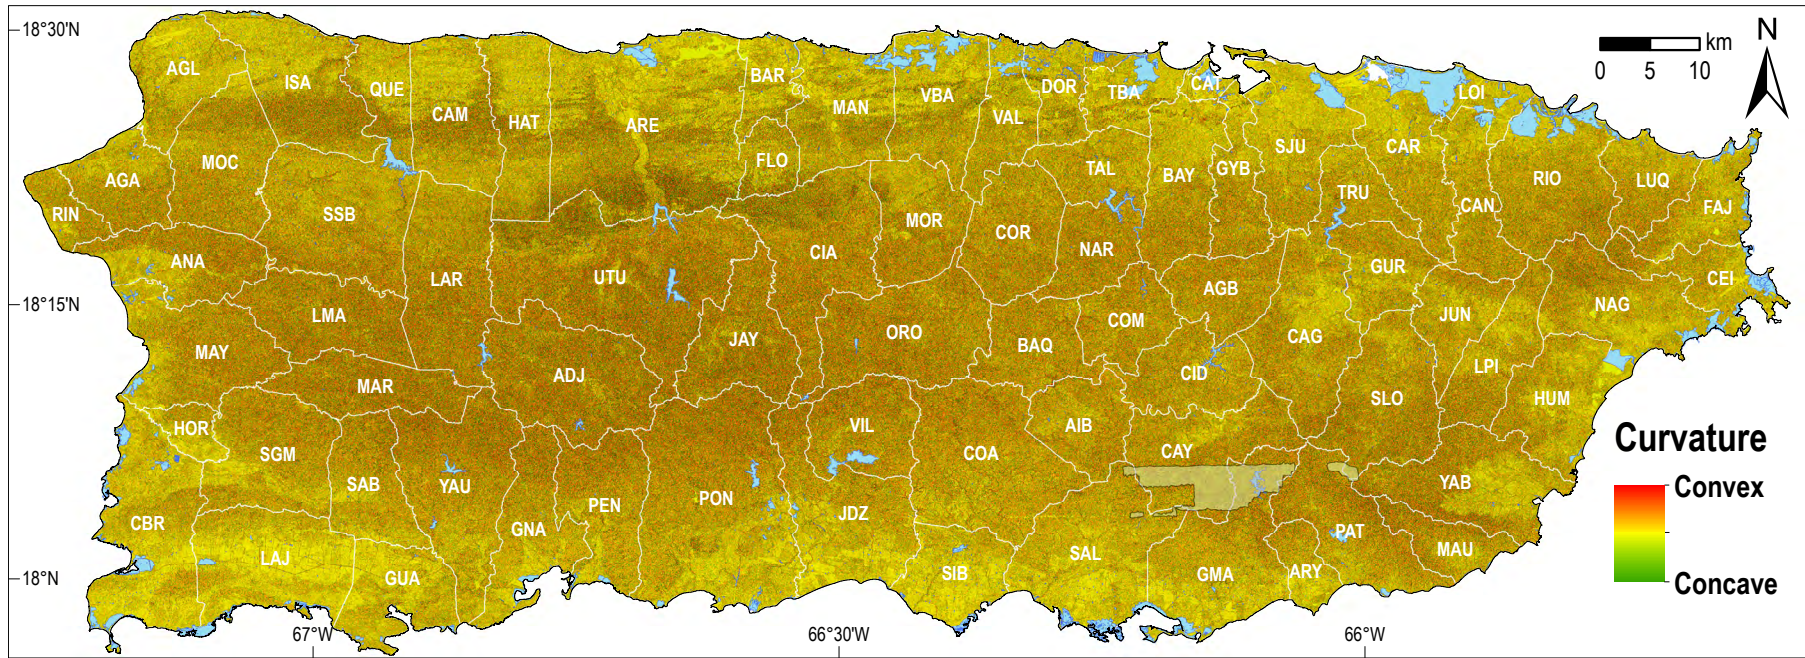 18°30'N
18°15'N
18°N
67°W
66°30'W
66°W
N
km
0 5 10
AGL
ISA
QUE
CAM
HAT
ARE
BAR
MAN
VBA
VAL
DOR
TBA
CAT
LOI
MOC
AGA
RIN
SSB
FLO
TAL
BAY
GYB
SJU
CAR
TRU
CAN
RIO
LUQ
FAJ
ANA
LAR
UTU
CIA
MOR
COR
NAR
AGB
GUR
CEI
NAG
LMA
MAY
MAR
ADJ
JAY
ORO
BAQ
COM
CID
CAG
JUN
LPI
HUM
SLO
HOR
SGM
SAB
YAU
GNA
PEN
PON
VIL
JDZ
COA
AIB
CAY
YAB
CBR
LAJ
GUA
SIB
SAL
GMA
ARY
PAT
MAU
Curvature
Convex
Concave